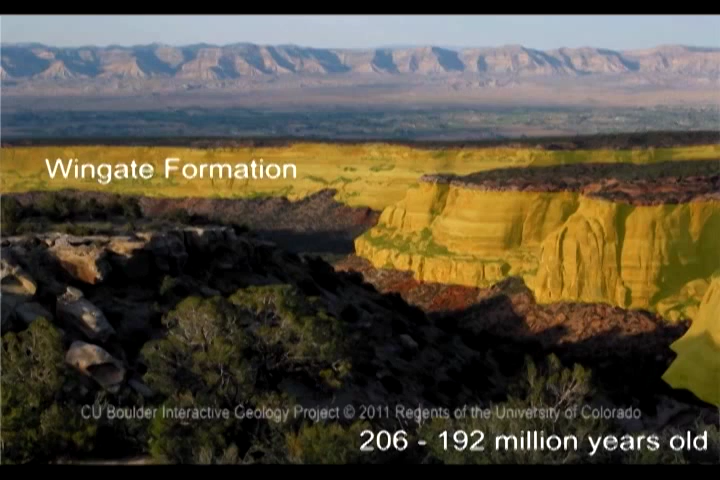 Wingate Formation
CU Boulder Interactive Geology Project © 2011 Regents of the University of Colorado
206 - 192 million years old